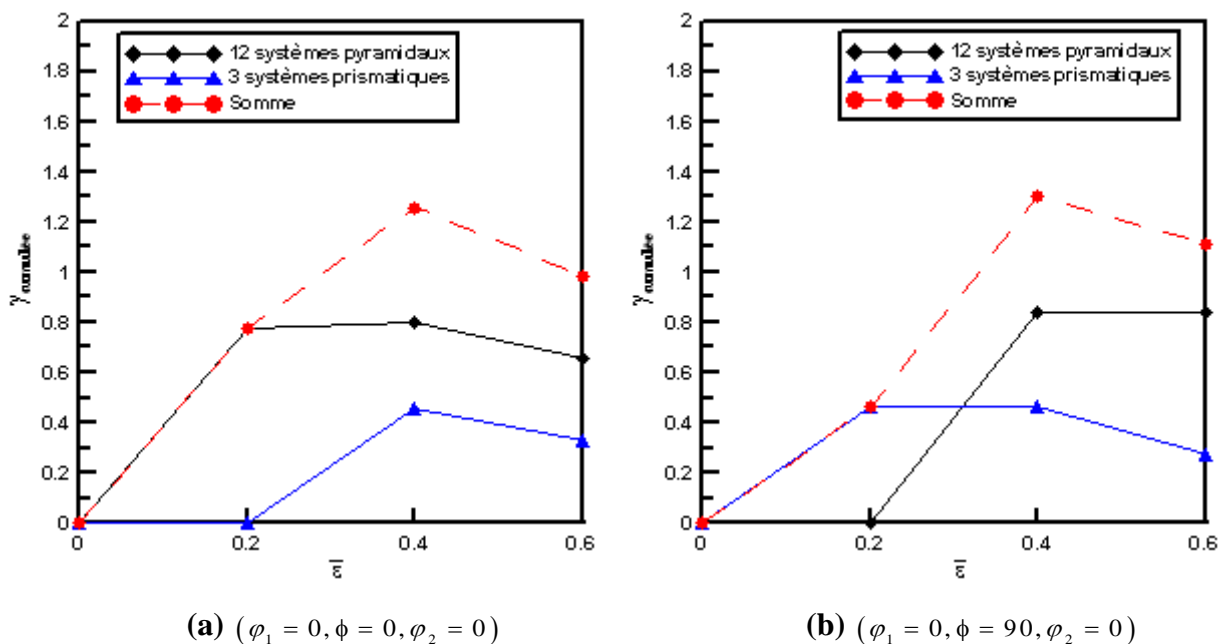 2
1.8
1.6
1.4
1.2
1
0.8
0.6
0.4
0.2
0
γcumulée
12 systèmes pyramidaux
3 systèmes prismatiques
Somme
0 0.2 0.4 0.6
ε̅
(a) (φ₁ = 0, ϕ = 0, φ₂ = 0)
2
1.8
1.6
1.4
1.2
1
0.8
0.6
0.4
0.2
0
γcumulée
12 systèmes pyramidaux
3 systèmes prismatiques
Somme
0 0.2 0.4 0.6
ε̅
(b) (φ₁ = 0, ϕ = 90, φ₂ = 0)